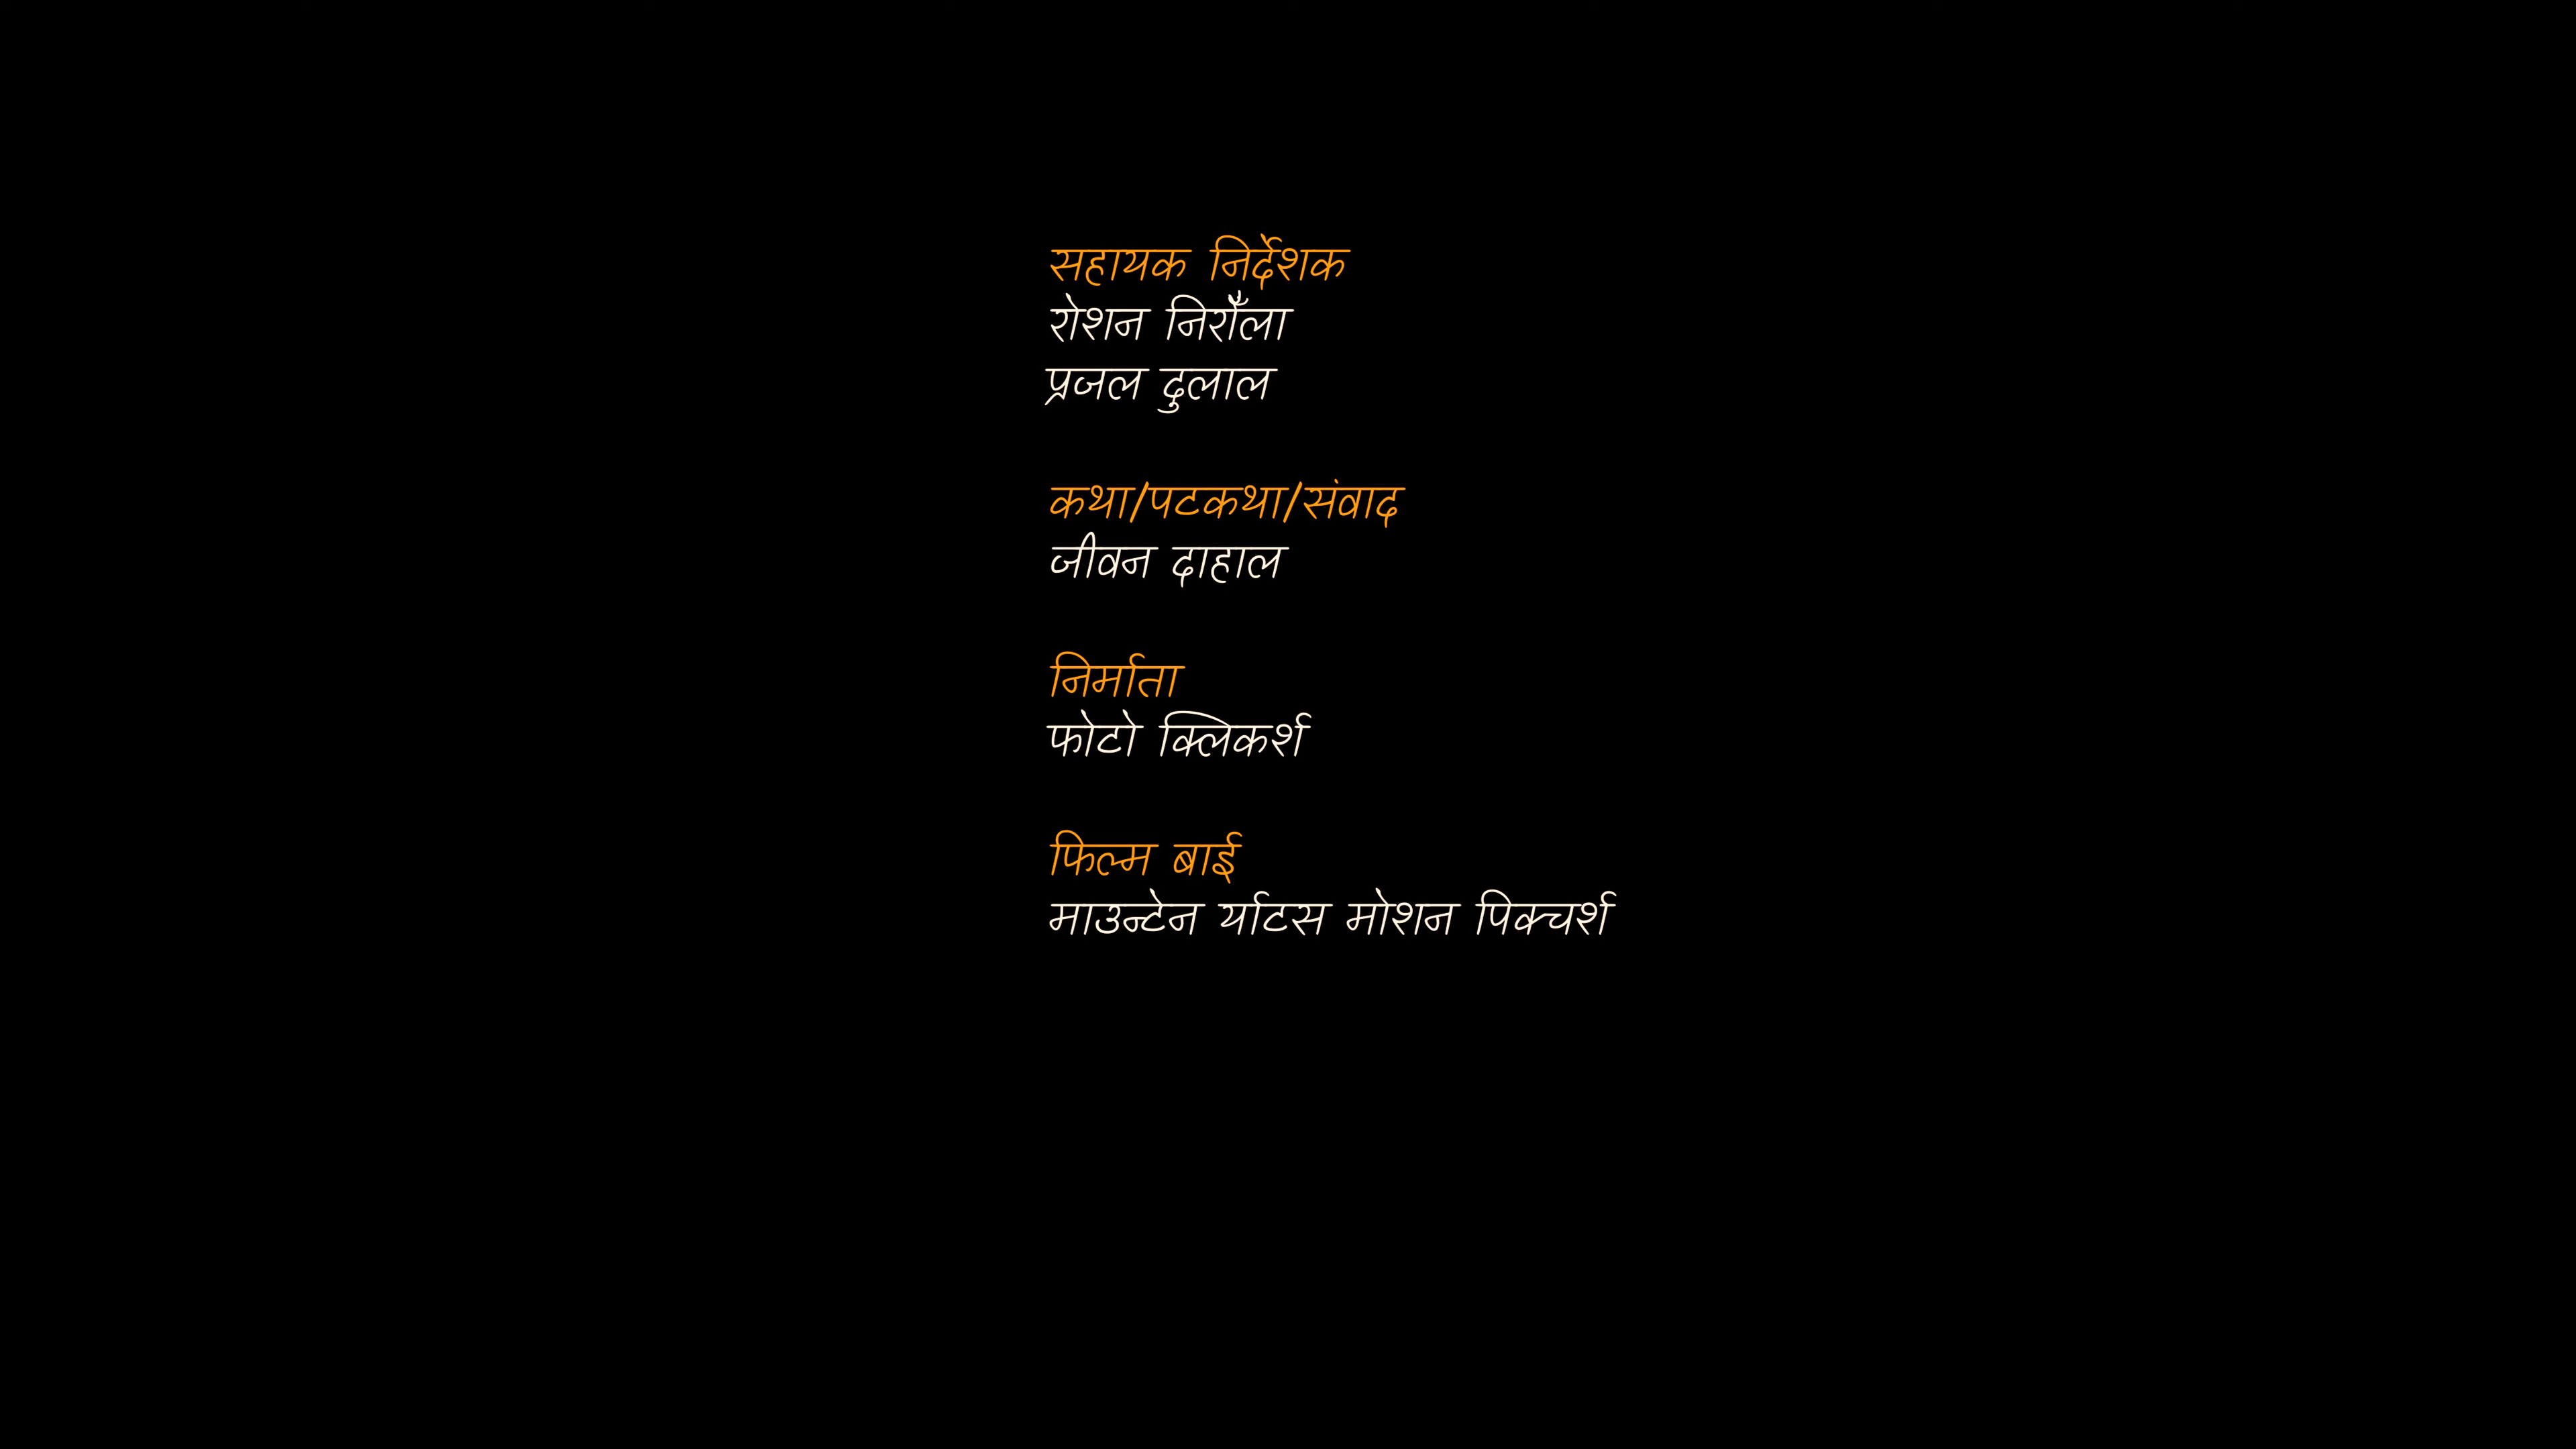 सहायक निर्देशक
रोशन निरौँला
प्रजल दुलाल
कथा/पटकथा/संवाद
जीवन दाहाल
निर्माता
फोटो क्लिकर्श
फिल्म बाई
माउन्टेन र्याटस मोशन पिक्चर्श